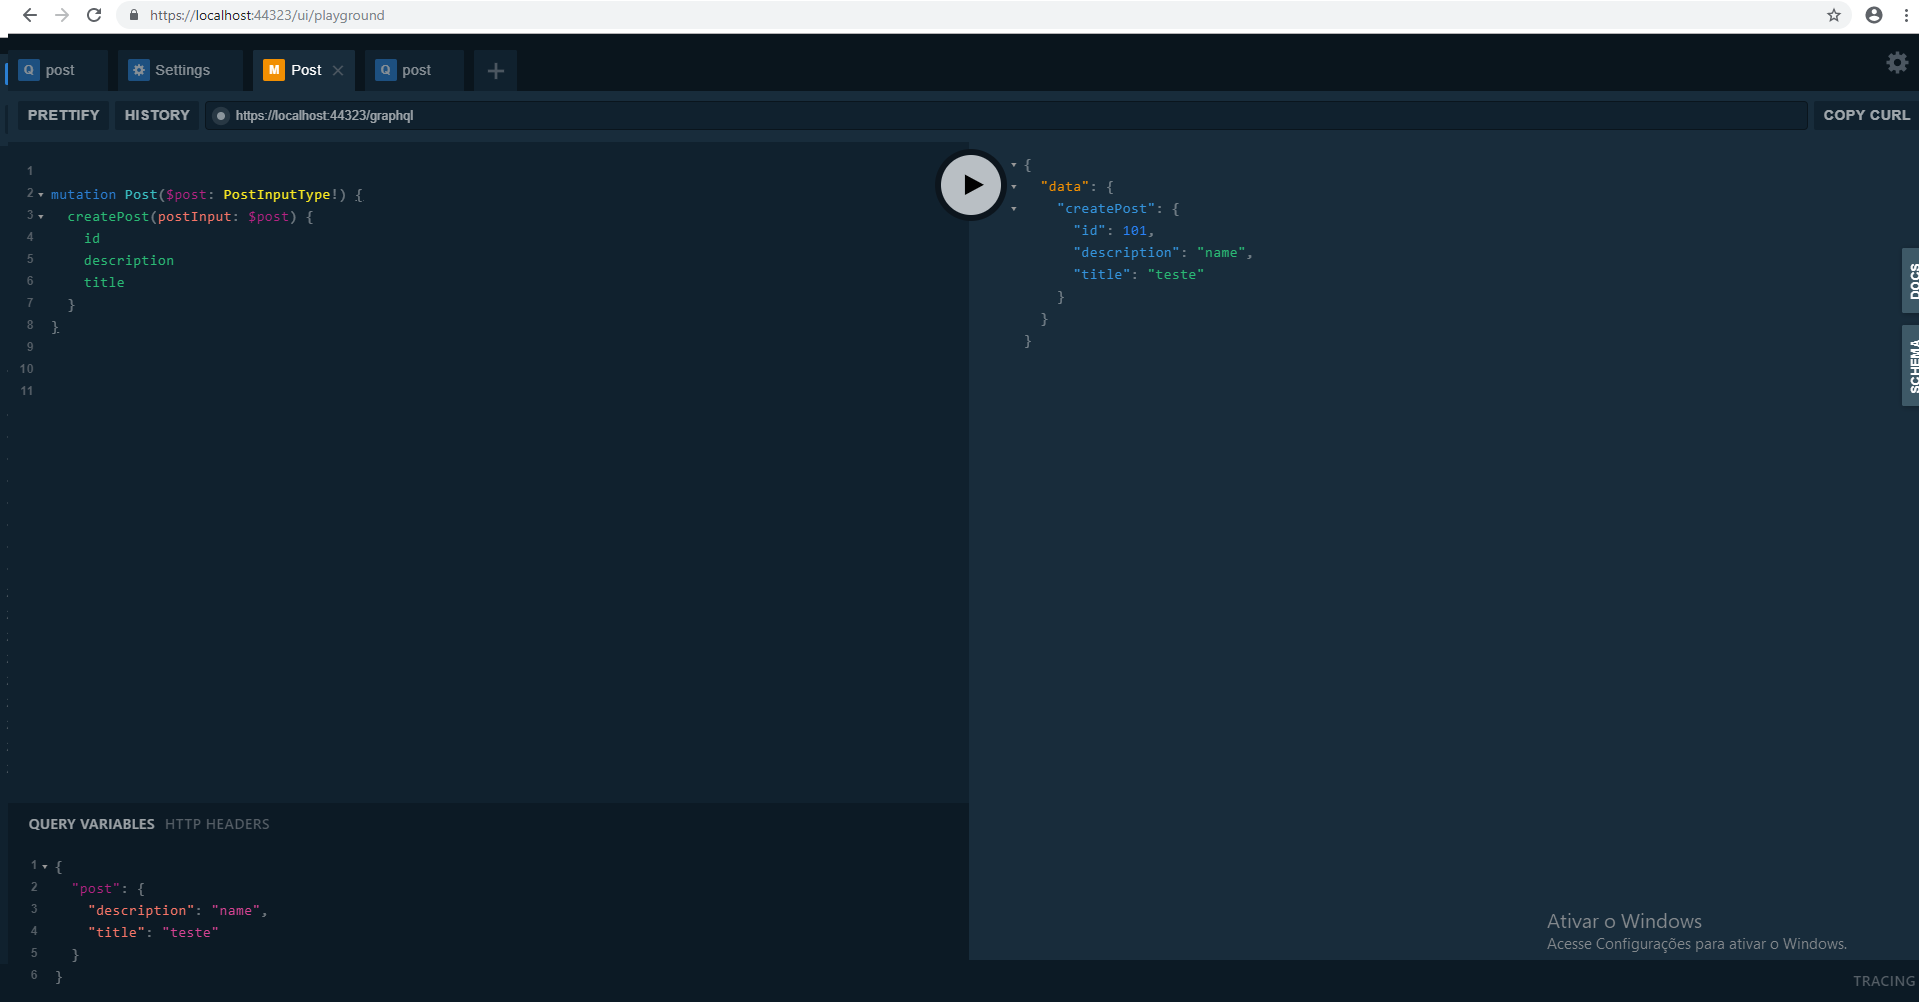 https://localhost:44323/ui/playground
Q post
Settings
M Post
Q post
PRETTIFY HISTORY https://localhost:44323/graphql COPY CURL
1
2 mutation Post($post: PostInputType!) {
3 createPost(postInput: $post) {
4 id
5 description
6 title
7 }
8 }
9
10
11
{
"data": {
"createPost": {
"id": 101,
"description": "name",
"title": "teste"
}
}
}
DOCS
SCHEMA
QUERY VARIABLES HTTP HEADERS
1 {
2 "post": {
3 "description": "name",
4 "title": "teste"
5 }
6 }
Ativar o Windows
Acesse Configurações para ativar o Windows.
TRACING